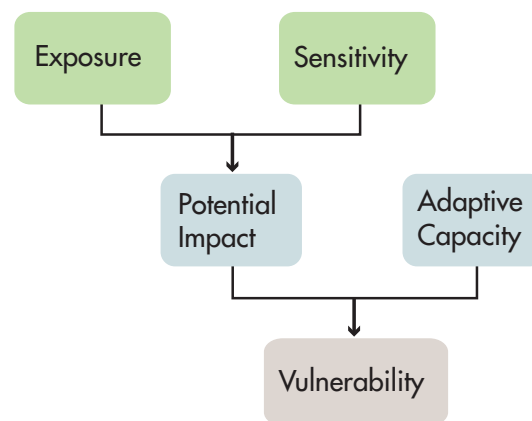 Exposure
Sensitivity
Potential
Impact
Adaptive
Capacity
Vulnerability